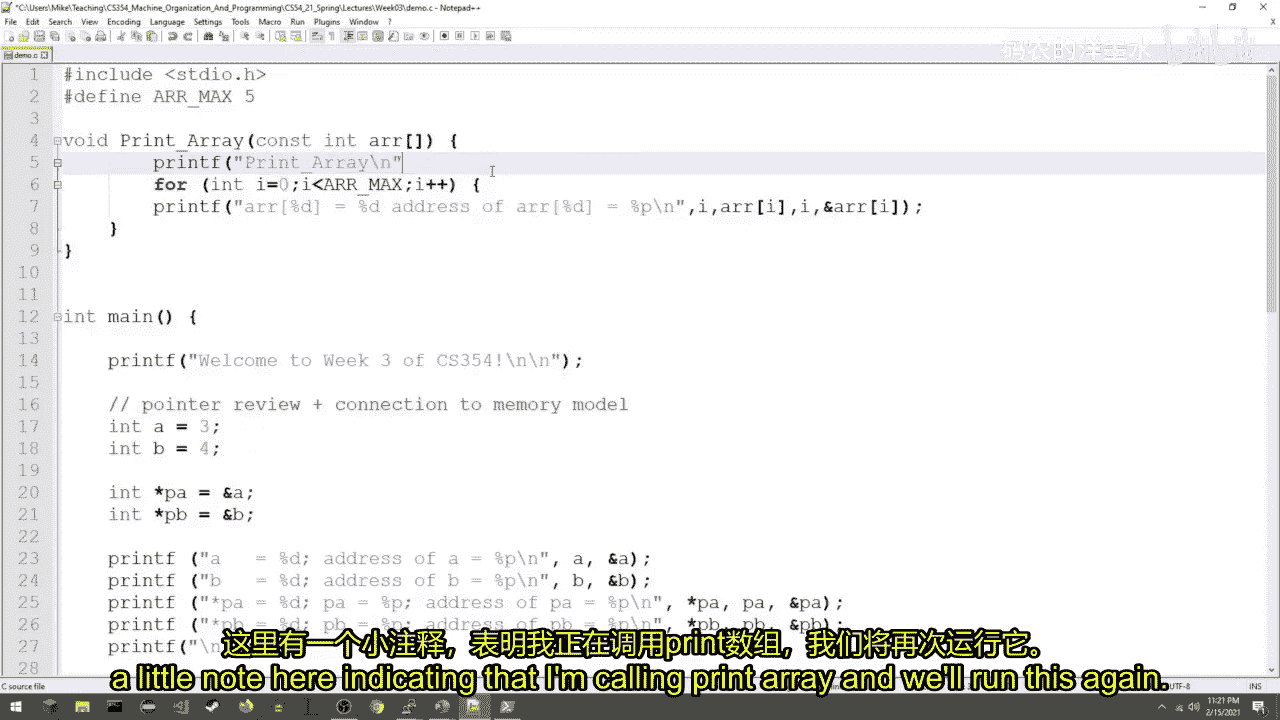 *C:\Users\Mike\Teaching\CS354_Machine_Organization_And_Programming\CS54_21_Spring\Lectures\Week03\demo.c - Notepad++
File Edit Search View Encoding Language Settings Tools Macro Run Plugins Window ? X
demo.c
码农的洋墨水
1 #include <stdio.h>
2 #define ARR_MAX 5
3
4 void Print_Array(const int arr[]) {
5 printf("Print_Array\n"
6 for (int i=0;i<ARR_MAX;i++) {
7 printf("arr[%d] = %d address of arr[%d] = %p\n",i,arr[i],i,&arr[i]);
8 }
9 }
10
11
12 int main() {
13
14 printf("Welcome to Week 3 of CS354!\n\n");
15
16 // pointer review + connection to memory model
17 int a = 3;
18 int b = 4;
19
20 int *pa = &a;
21 int *pb = &b;
22
23 printf ("a = %d; address of a = %p\n", a, &a);
24 printf ("b = %d; address of b = %p\n", b, &b);
25 printf ("*pa = %d; pa = %p; address of pa = %p\n", *pa, pa, &pa);
26 printf ("*pb = %d; pb = %p; address of pb = %p\n", *pb, pb, &pb);
27 printf("\n
28
这里有一个小注释，表明我正在调用print数组，我们将再次运行它。
a little note here indicating that I'm calling print array and we'll run this again.
C source file
UTF-8 INS
11:21 PM
2/15/2021